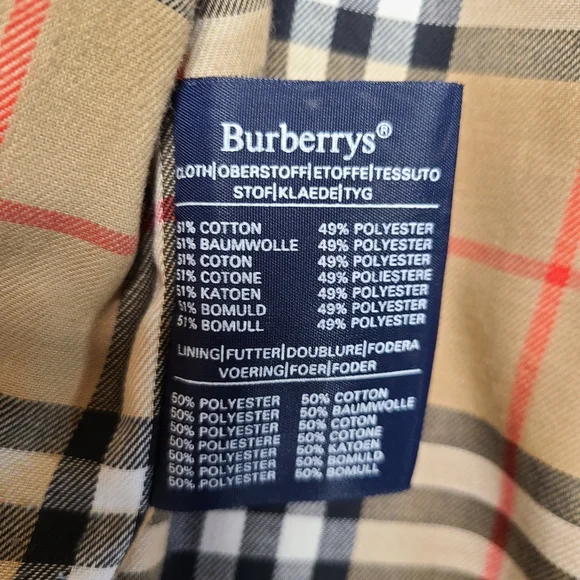 Burberrys®
CLOTH|OBERSTOFF|ETOFFE|TESSUTO
STOF|KLAEDE|TYG
51% COTTON 49% POLYESTER
51% BAUMWOLLE 49% POLYESTER
51% COTON 49% POLYESTER
51% COTONE 49% POLIESTERE
51% KATOEN 49% POLYESTER
51% BOMULD 49% POLYESTER
51% BOMULL 49% POLYESTER
LINING|FUTTER|DOUBLURE|FODERA
VOERING|FOER|FODER
50% POLYESTER 50% COTTON
50% POLYESTER 50% BAUMWOLLE
50% POLYESTER 50% COTON
50% POLIESTERE 50% COTONE
50% POLYESTER 50% KATOEN
50% POLYESTER 50% BOMULD
50% POLYESTER 50% BOMULL